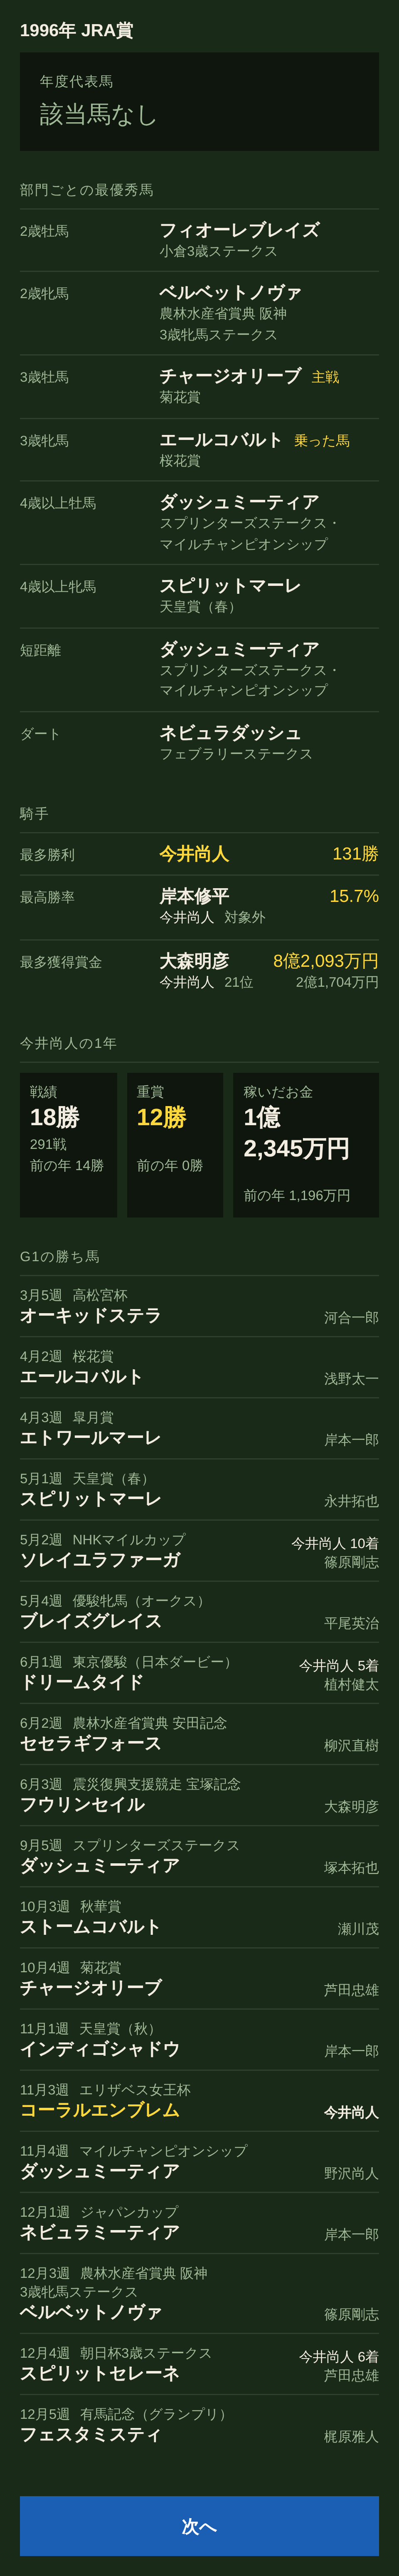 1996年 JRA賞
年度代表馬
該当馬なし
部門ごとの最優秀馬
2歳牡馬 フィオーレブレイズ
小倉3歳ステークス
2歳牝馬 ベルベットノヴァ
農林水産省賞典 阪神
3歳牝馬ステークス
3歳牡馬 チャージオリーブ 主戦
菊花賞
3歳牝馬 エールコバルト 乗った馬
桜花賞
4歳以上牡馬 ダッシュミーティア
スプリンターズステークス・
マイルチャンピオンシップ
4歳以上牝馬 スピリットマーレ
天皇賞（春）
短距離 ダッシュミーティア
スプリンターズステークス・
マイルチャンピオンシップ
ダート ネビュラダッシュ
フェブラリーステークス
騎手
最多勝利 今井尚人 131勝
最高勝率 岸本修平 15.7%
今井尚人 対象外
最多獲得賞金 大森明彦 8億2,093万円
今井尚人 21位 2億1,704万円
今井尚人の1年
戦績
18勝
291戦
前の年 14勝
重賞
12勝
前の年 0勝
稼いだお金
1億
2,345万円
前の年 1,196万円
G1の勝ち馬
3月5週 高松宮杯
オーキッドステラ 河合一郎
4月2週 桜花賞
エールコバルト 浅野太一
4月3週 皐月賞
エトワールマーレ 岸本一郎
5月1週 天皇賞（春）
スピリットマーレ 永井拓也
5月2週 NHKマイルカップ 今井尚人 10着
ソレイユラファーガ 篠原剛志
5月4週 優駿牝馬（オークス）
ブレイズグレイス 平尾英治
6月1週 東京優駿（日本ダービー） 今井尚人 5着
ドリームタイド 植村健太
6月2週 農林水産省賞典 安田記念
セセラギフォース 柳沢直樹
6月3週 震災復興支援競走 宝塚記念
フウリンセイル 大森明彦
9月5週 スプリンターズステークス
ダッシュミーティア 塚本拓也
10月3週 秋華賞
ストームコバルト 瀬川茂
10月4週 菊花賞
チャージオリーブ 芦田忠雄
11月1週 天皇賞（秋）
インディゴシャドウ 岸本一郎
11月3週 エリザベス女王杯
コーラルエンブレム 今井尚人
11月4週 マイルチャンピオンシップ
ダッシュミーティア 野沢尚人
12月1週 ジャパンカップ
ネビュラミーティア 岸本一郎
12月3週 農林水産省賞典 阪神
3歳牝馬ステークス
ベルベットノヴァ 篠原剛志
12月4週 朝日杯3歳ステークス 今井尚人 6着
スピリットセレーネ 芦田忠雄
12月5週 有馬記念（グランプリ）
フェスタミスティ 梶原雅人
次へ